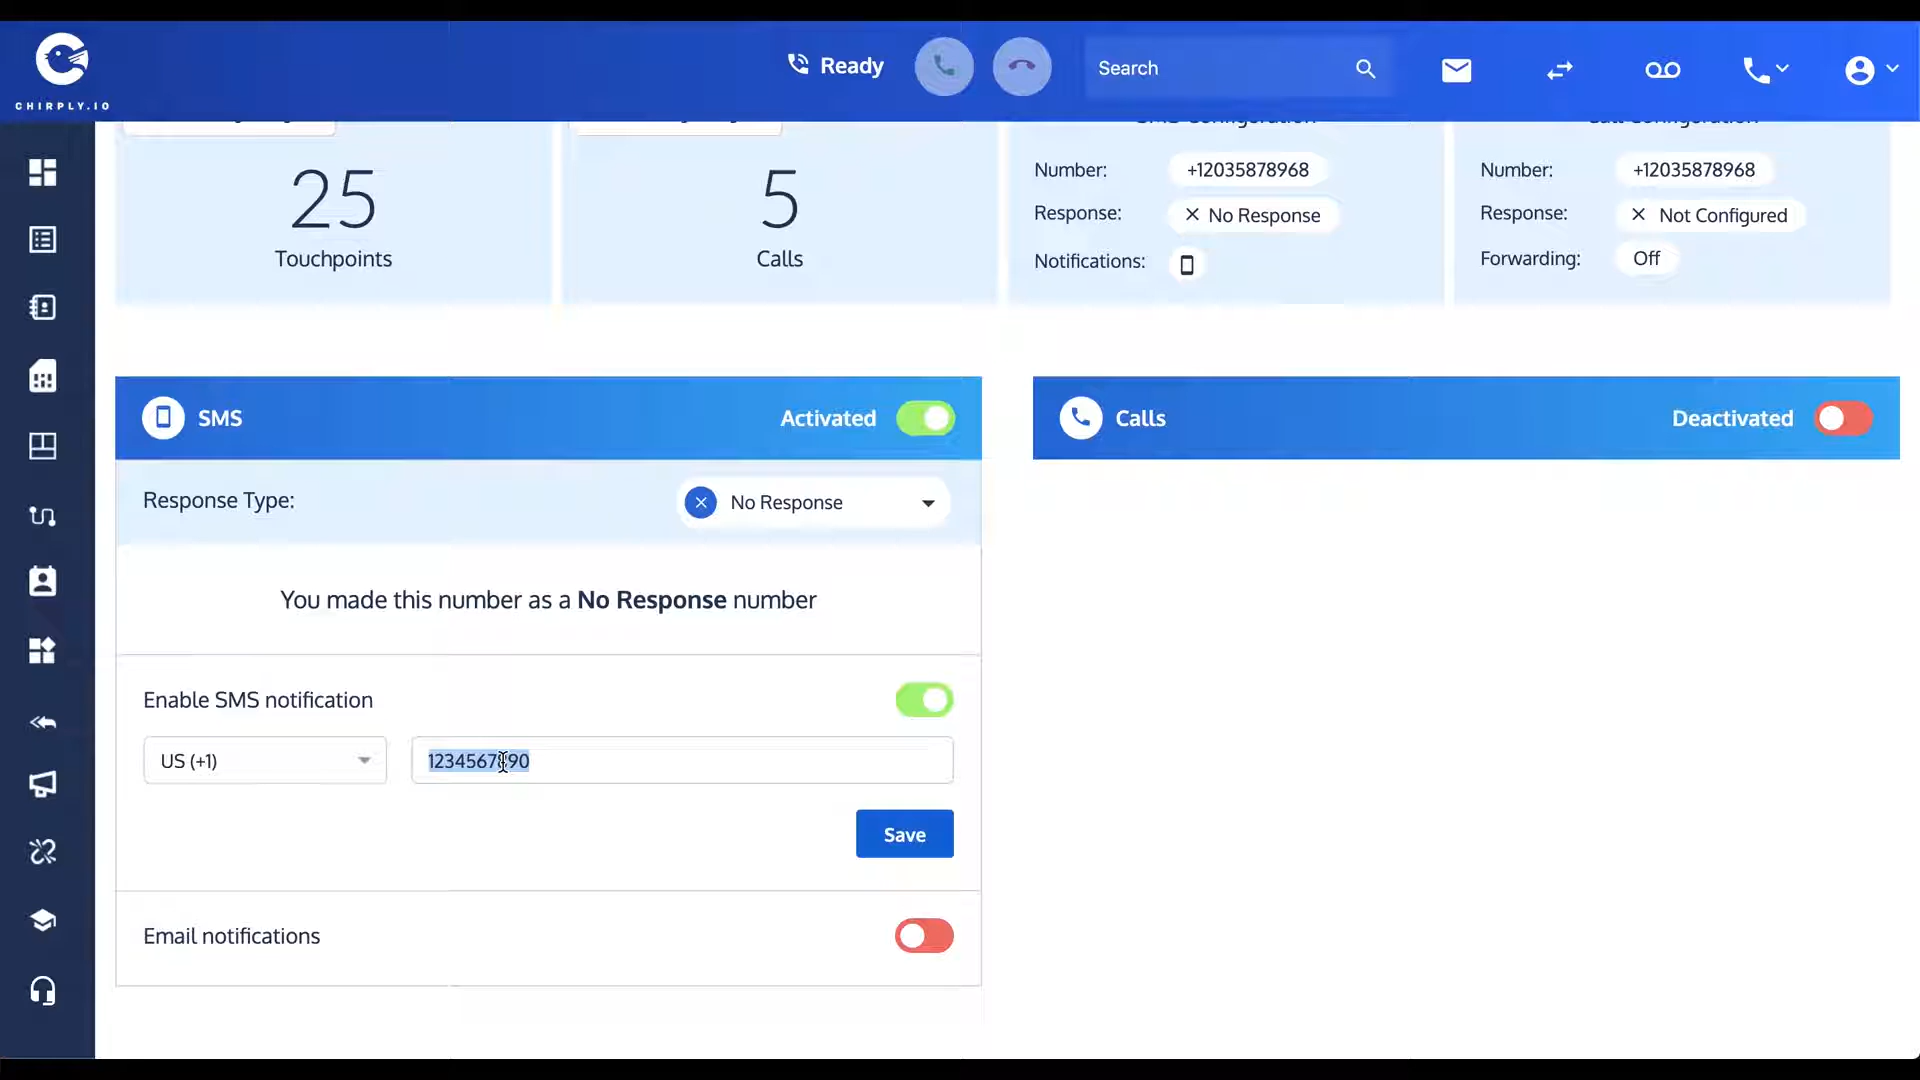 CHIRPLY.IO
Ready
Search
25
Touchpoints
5
Calls
Number:
+12035878968
Response:
No Response
Notifications:
Number:
+12035878968
Response:
Not Configured
Forwarding:
Off
SMS
Activated
Calls
Deactivated
Response Type:
No Response
You made this number as a No Response number
Enable SMS notification
US (+1)
1234567890
Save
Email notifications